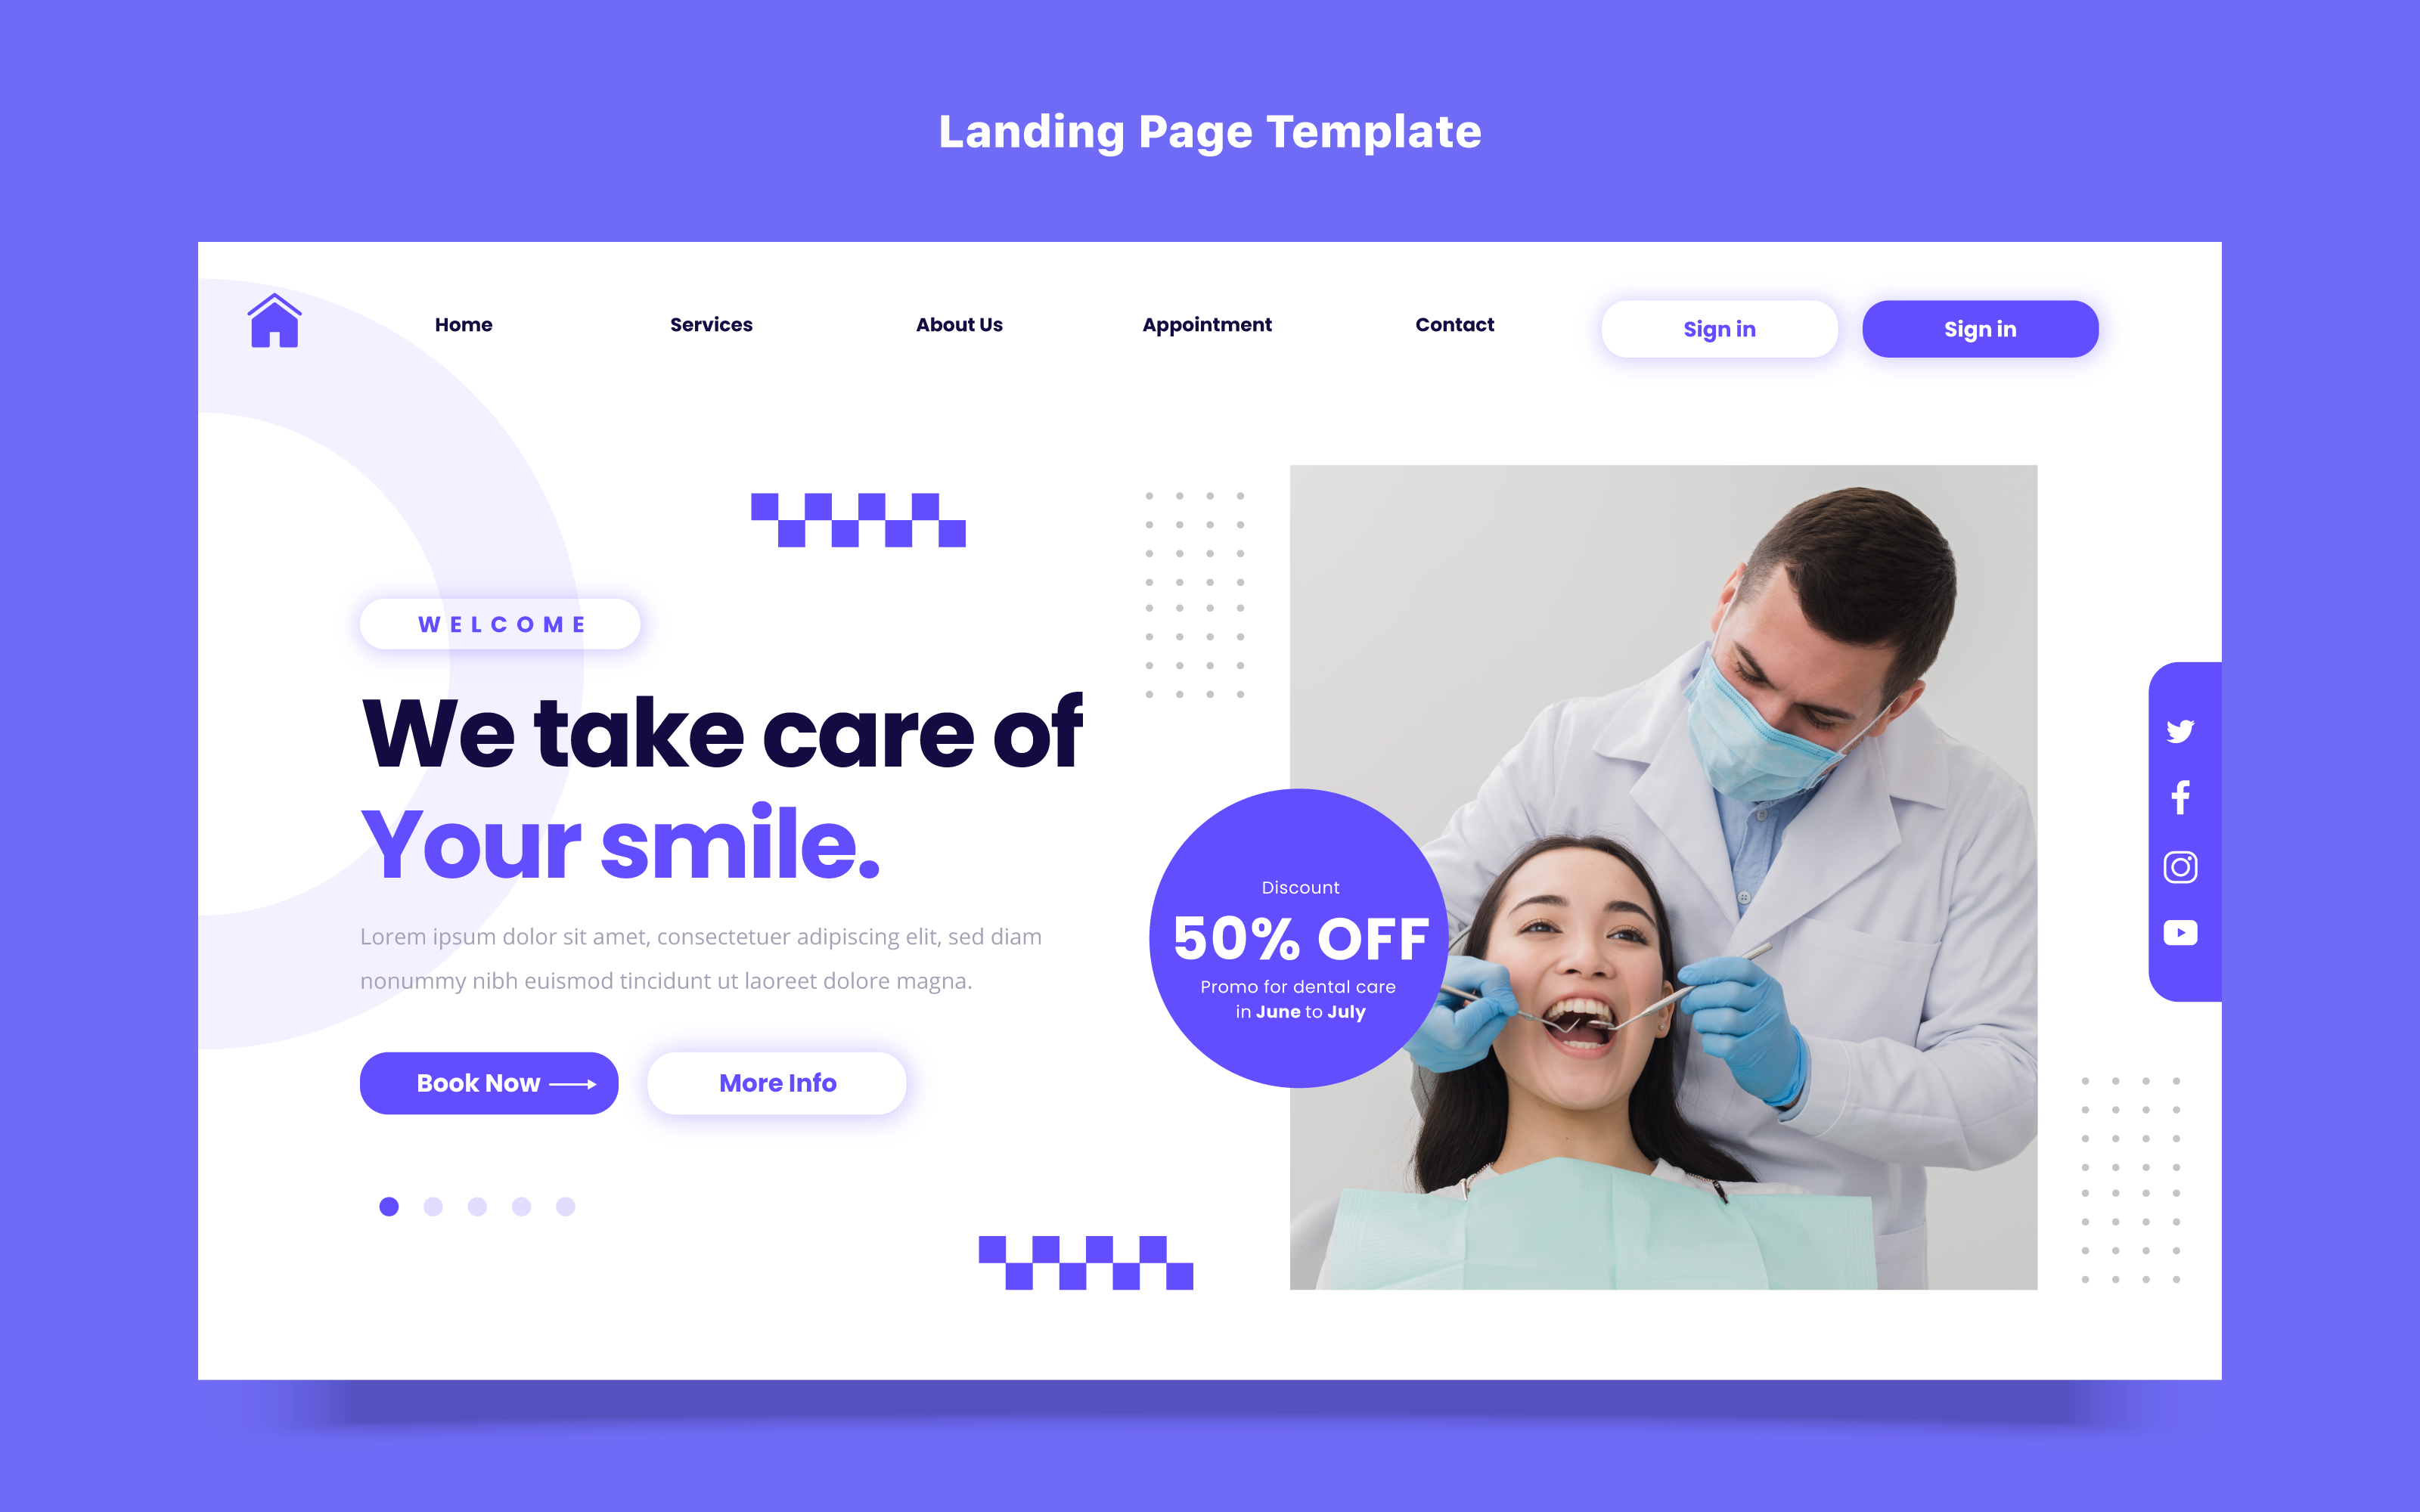 Landing Page Template
Home
Services
About Us
Appointment
Contact
Sign in
Sign in
WELCOME
We take care of
Your smile.
Lorem ipsum dolor sit amet, consectetuer adipiscing elit, sed diam
nonummy nibh euismod tincidunt ut laoreet dolore magna.
Book Now
More Info
Discount
50% OFF
Promo for dental care
in June to July